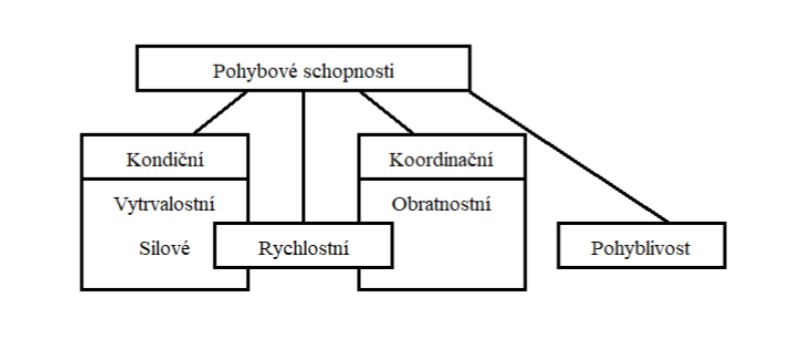 Pohybové schopnosti
Kondiční
Koordinační
Vytrvalostní
Obratnostní
Silové
Rychlostní
Pohyblivost